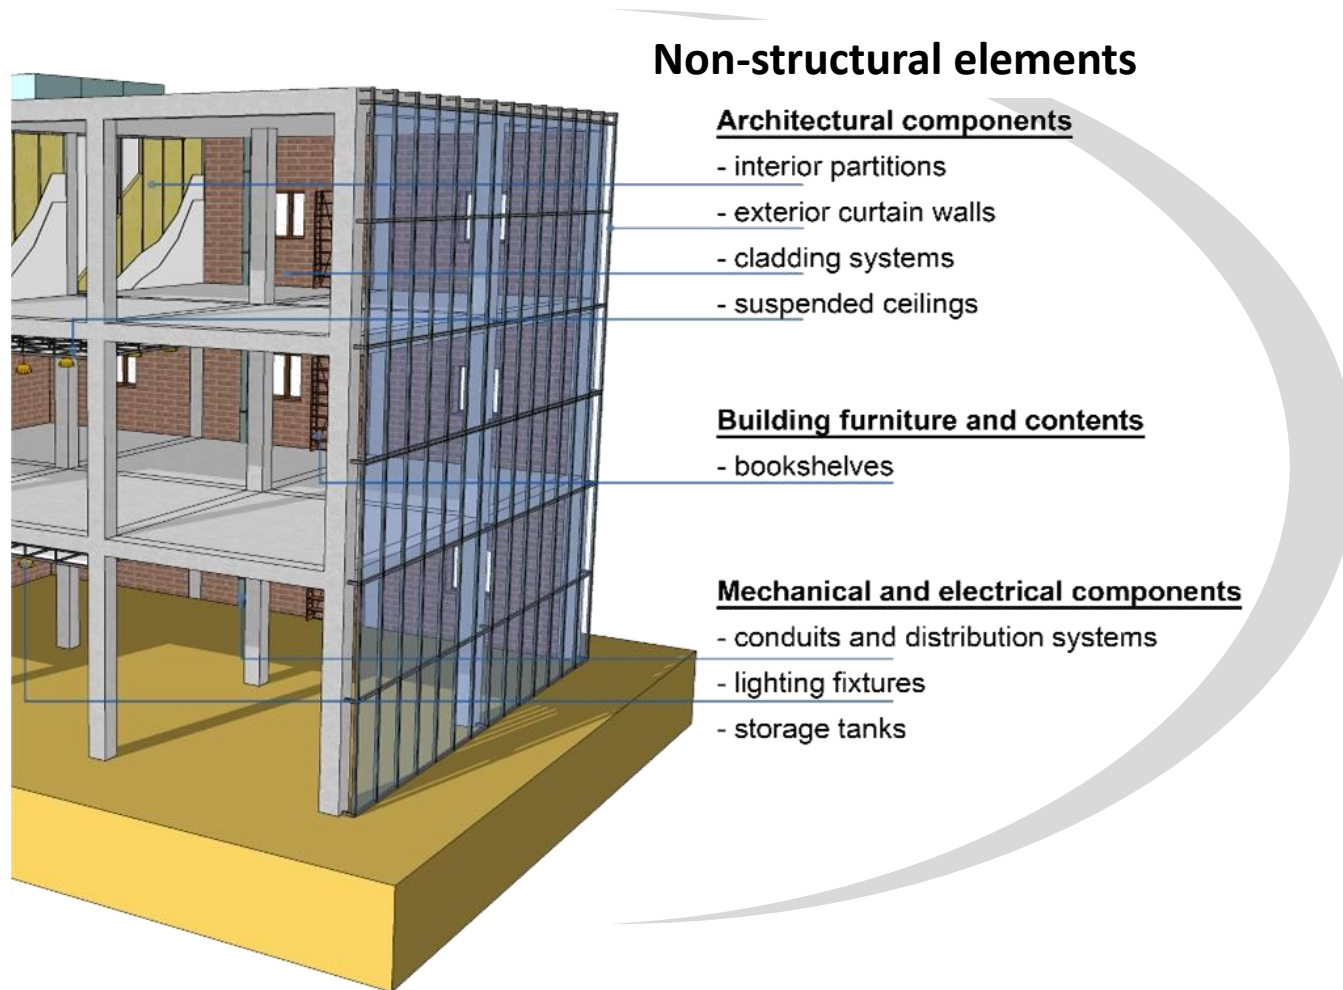 Non-structural elements
Architectural components
- interior partitions
- exterior curtain walls
- cladding systems
- suspended ceilings
Building furniture and contents
- bookshelves
Mechanical and electrical components
- conduits and distribution systems
- lighting fixtures
- storage tanks